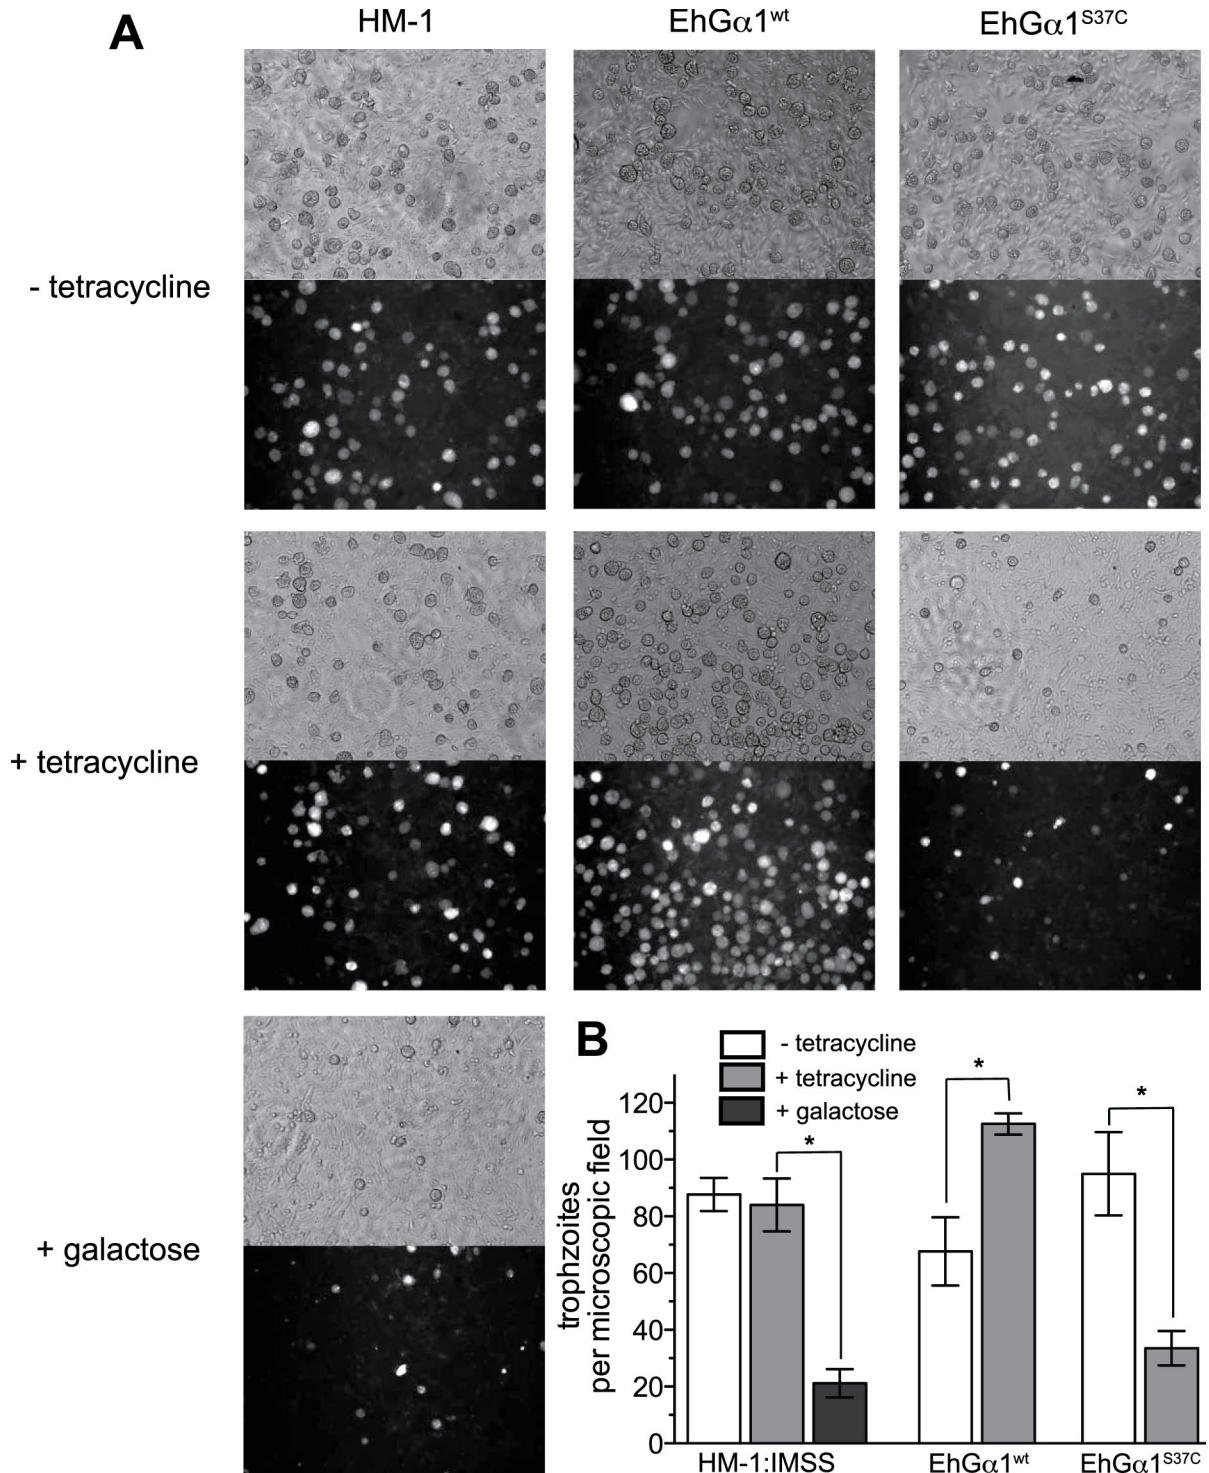 A
HM-1
EhGα1wt
EhGα1S37C
- tetracycline
+ tetracycline
+ galactose
B
- tetracycline
+ tetracycline
+ galactose
*
*
*
trophzoites
per microscopic field
120
100
80
60
40
20
0
HM-1:IMSS
EhGα1wt
EhGα1S37C